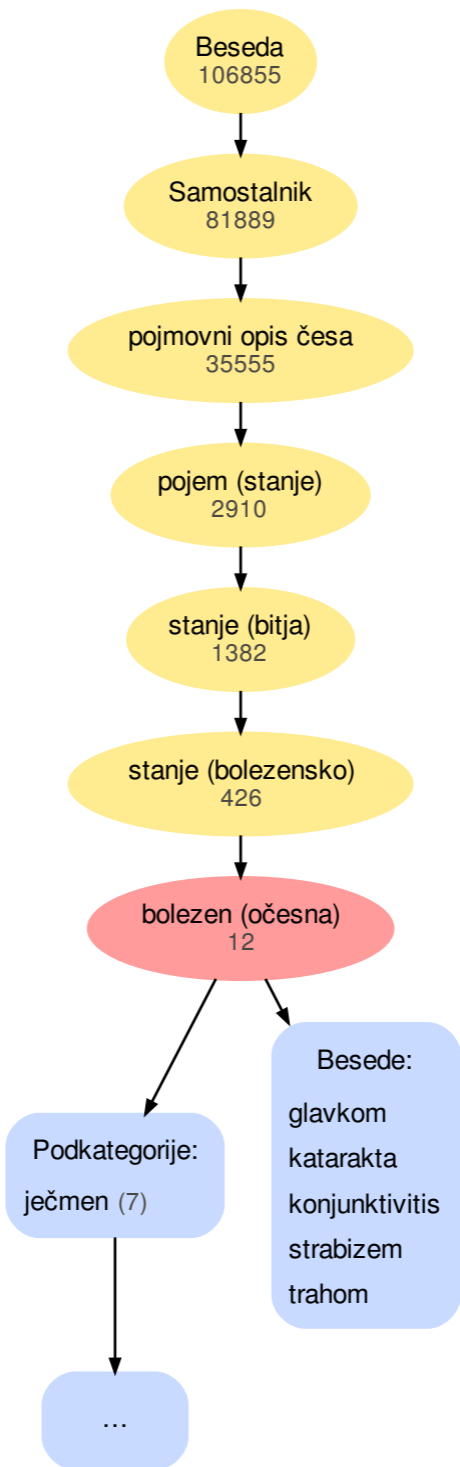 Beseda
106855
Samostalnik
81889
pojmovni opis česa
35555
pojem (stanje)
2910
stanje (bitja)
1382
stanje (bolezensko)
426
bolezen (očesna)
12
Besede:
glavkom
katarakta
konjunktivitis
strabizem
trahom
Podkategorije:
ječmen (7)
...